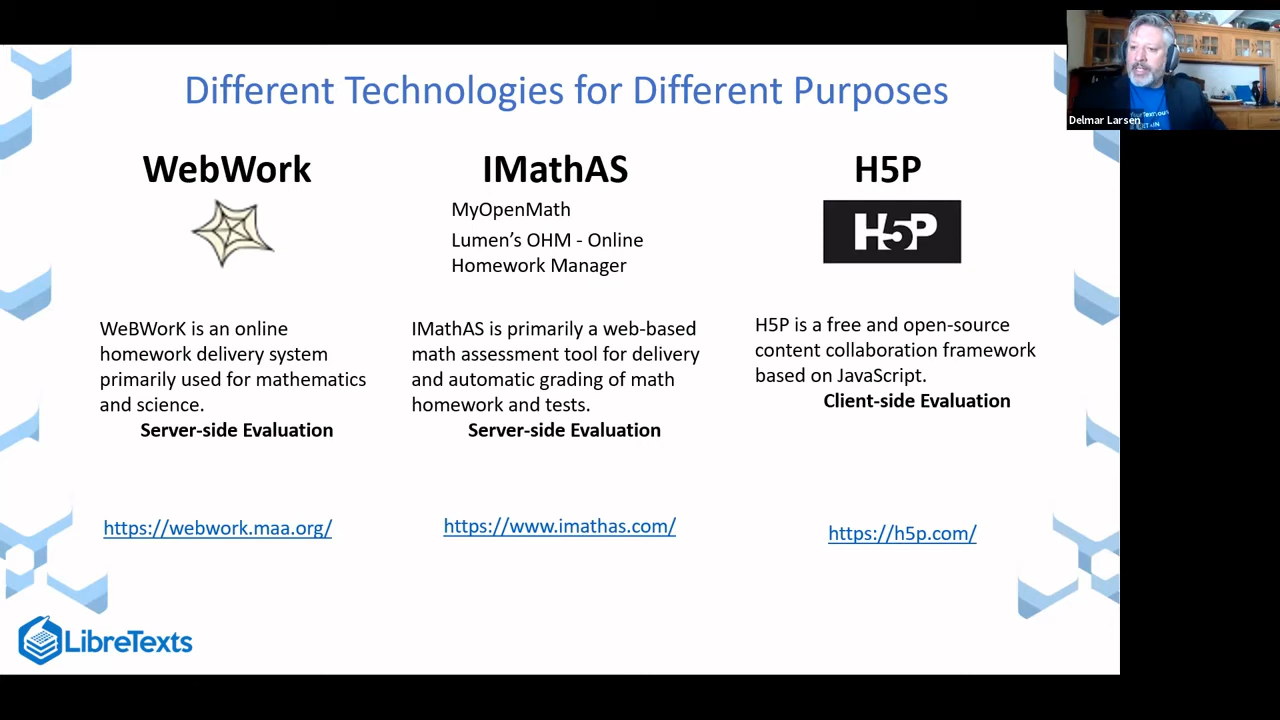 Different Technologies for Different Purposes
WebWork
IMathAS
MyOpenMath
Lumen’s OHM - Online
Homework Manager
H5P
H5P
WeBWorK is an online
homework delivery system
primarily used for mathematics
and science.
Server-side Evaluation
IMathAS is primarily a web-based
math assessment tool for delivery
and automatic grading of math
homework and tests.
Server-side Evaluation
H5P is a free and open-source
content collaboration framework
based on JavaScript.
Client-side Evaluation
https://webwork.maa.org/
https://www.imathas.com/
https://h5p.com/
LibreTexts
Delmar Larsen